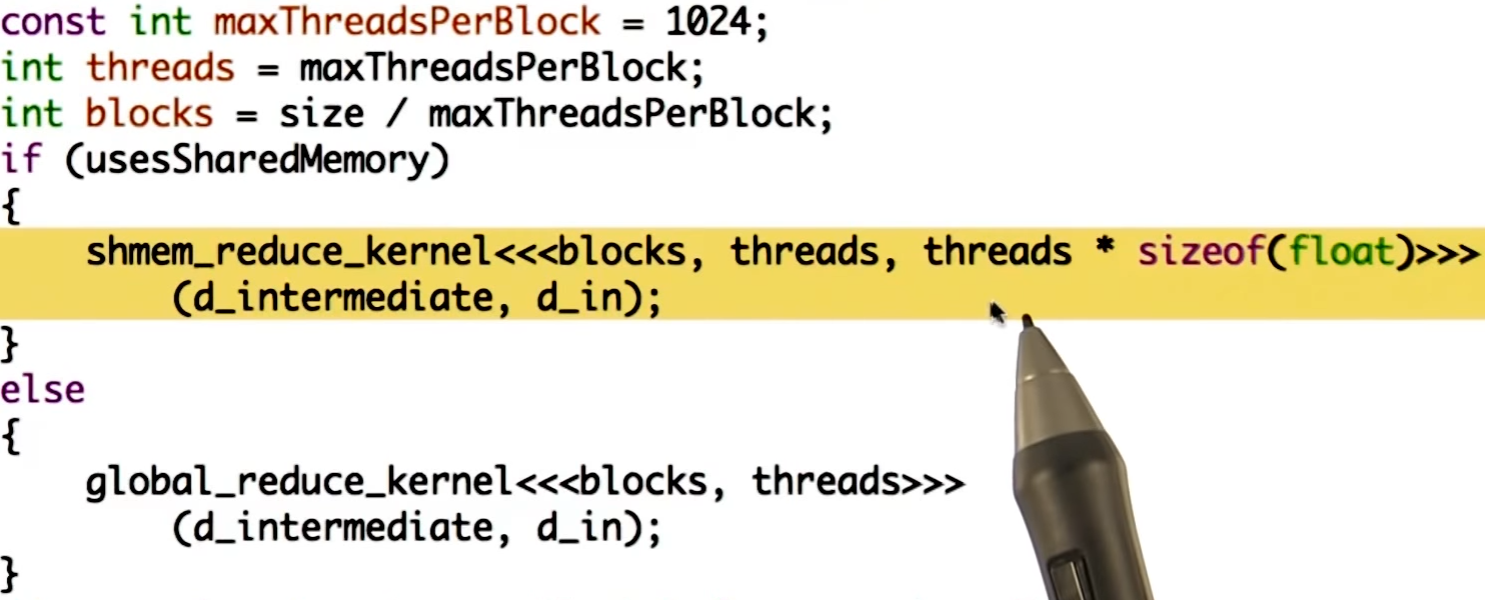 const int maxThreadsPerBlock = 1024;
int threads = maxThreadsPerBlock;
int blocks = size / maxThreadsPerBlock;
if (usesSharedMemory)
{
    shmem_reduce_kernel<<<blocks, threads, threads * sizeof(float)>>>
        (d_intermediate, d_in);
}
else
{
    global_reduce_kernel<<<blocks, threads>>>
        (d_intermediate, d_in);
}